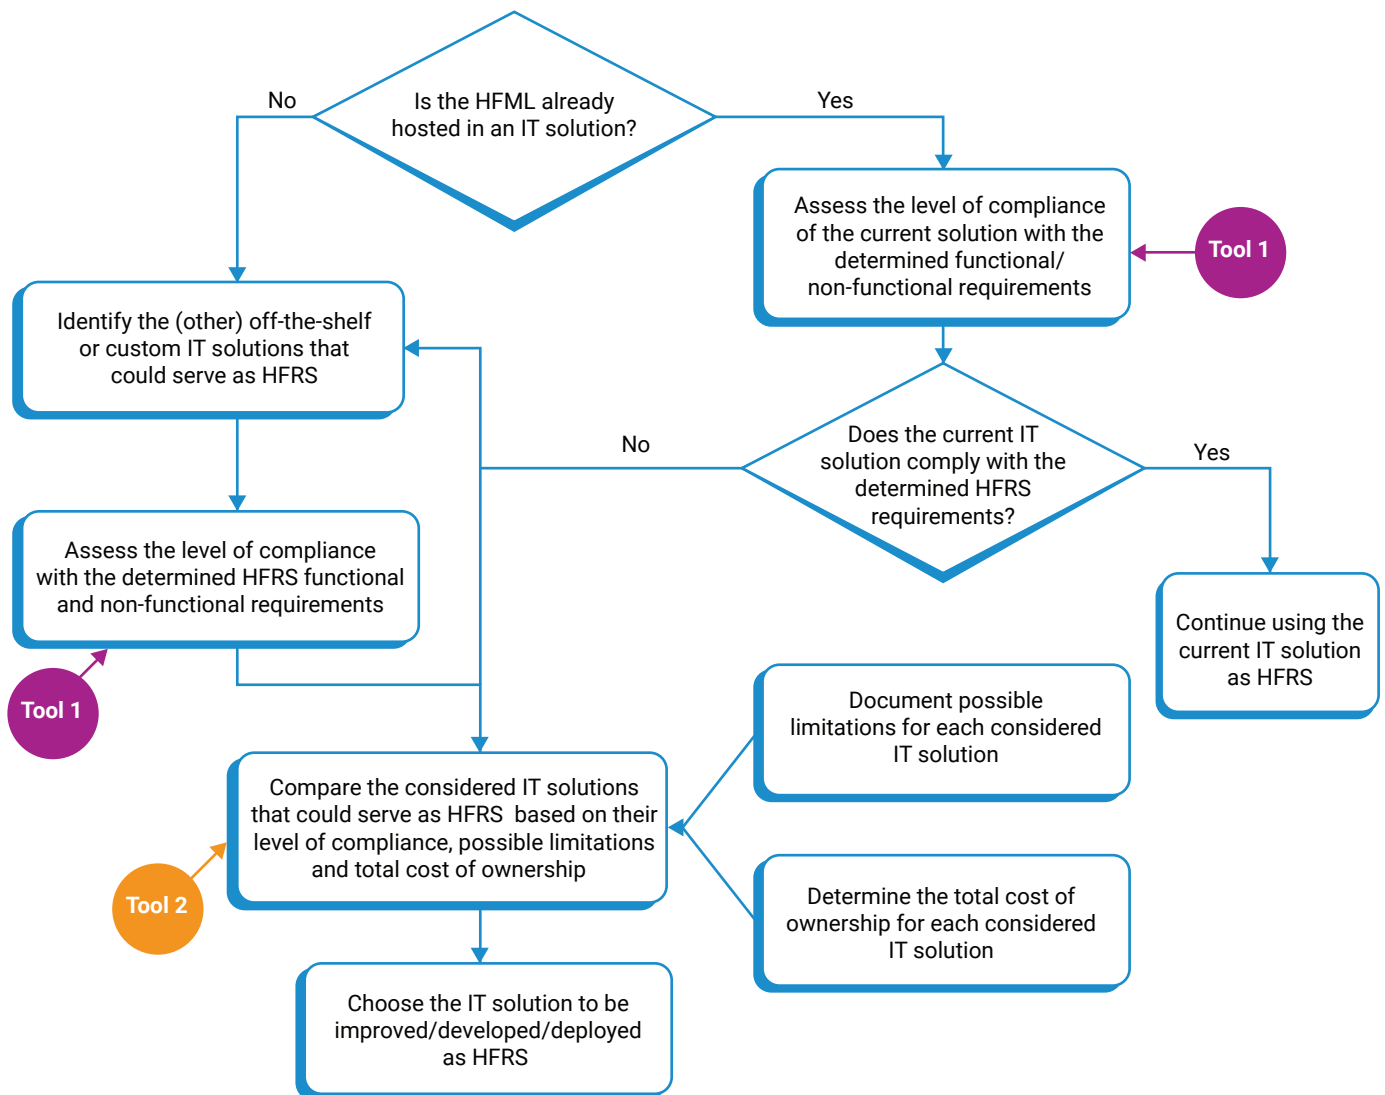 No
Is the HFML already
hosted in an IT solution?
Yes
Assess the level of compliance
of the current solution with the
determined functional/
non-functional requirements
Tool 1
Identify the (other) off-the-shelf
or custom IT solutions that
could serve as HFRS
No
Does the current IT
solution comply with the
determined HFRS
requirements?
Yes
Assess the level of compliance
with the determined HFRS functional
and non-functional requirements
Tool 1
Continue using the
current IT solution
as HFRS
Document possible
limitations for each considered
IT solution
Compare the considered IT solutions
that could serve as HFRS based on their
level of compliance, possible limitations
and total cost of ownership
Tool 2
Determine the total cost of
ownership for each considered
IT solution
Choose the IT solution to be
improved/developed/deployed
as HFRS